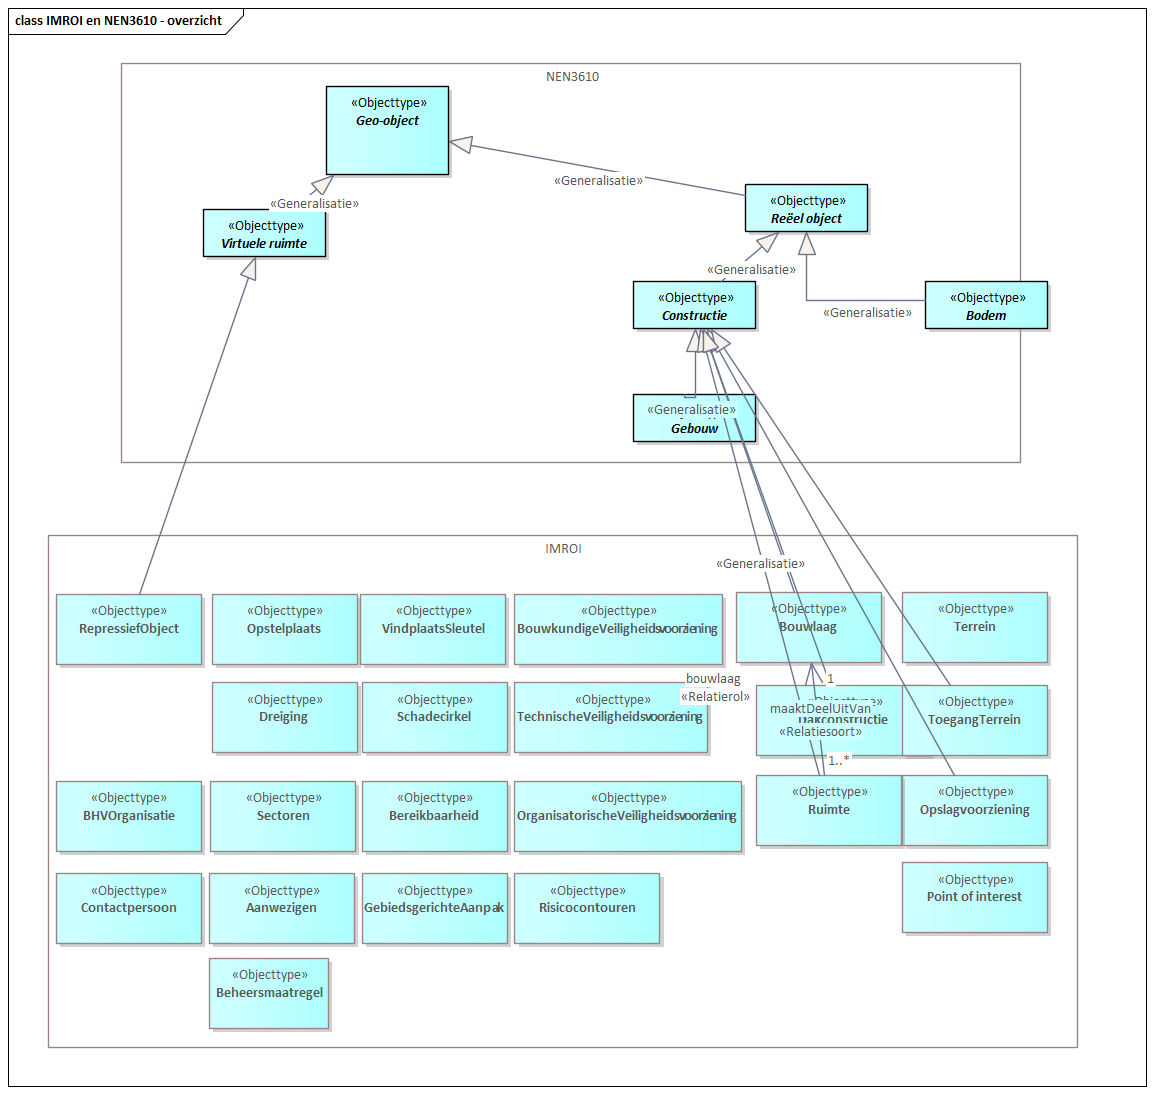 class IMROI en NEN3610 - overzicht
NEN3610
«Objecttype»
Geo-object
«Generalisatie»
«Objecttype»
Reëel object
«Generalisatie»
«Objecttype»
Virtuele ruimte
«Generalisatie»
«Objecttype»
Constructie
«Generalisatie»
«Objecttype»
Bodem
«Generalisatie»
Gebouw
IMROI
«Generalisatie»
«Objecttype»
RepressiefObject
«Objecttype»
Opstelplaats
«Objecttype»
VindplaatsSleutel
«Objecttype»
BouwkundigeVeiligheidsvoorziening
«Objecttype»
Bouwlaag
«Objecttype»
Terrein
bouwlaag
«Relatierol»
1
«Objecttype»
Dreiging
«Objecttype»
Schadecirkel
«Objecttype»
TechnischeVeiligheidsvoorziening
«Objecttype»
Dakconstructie
maaktDeelUitVan
«Relatiesoort»
1..*
«Objecttype»
ToegangTerrein
«Objecttype»
BHVOrganisatie
«Objecttype»
Sectoren
«Objecttype»
Bereikbaarheid
«Objecttype»
OrganisatorischeVeiligheidsvoorziening
«Objecttype»
Ruimte
«Objecttype»
Opslagvoorziening
«Objecttype»
Contactpersoon
«Objecttype»
Aanwezigen
«Objecttype»
GebiedsgerichteAanpak
«Objecttype»
Risicocontouren
«Objecttype»
Point of interest
«Objecttype»
Beheersmaatregel